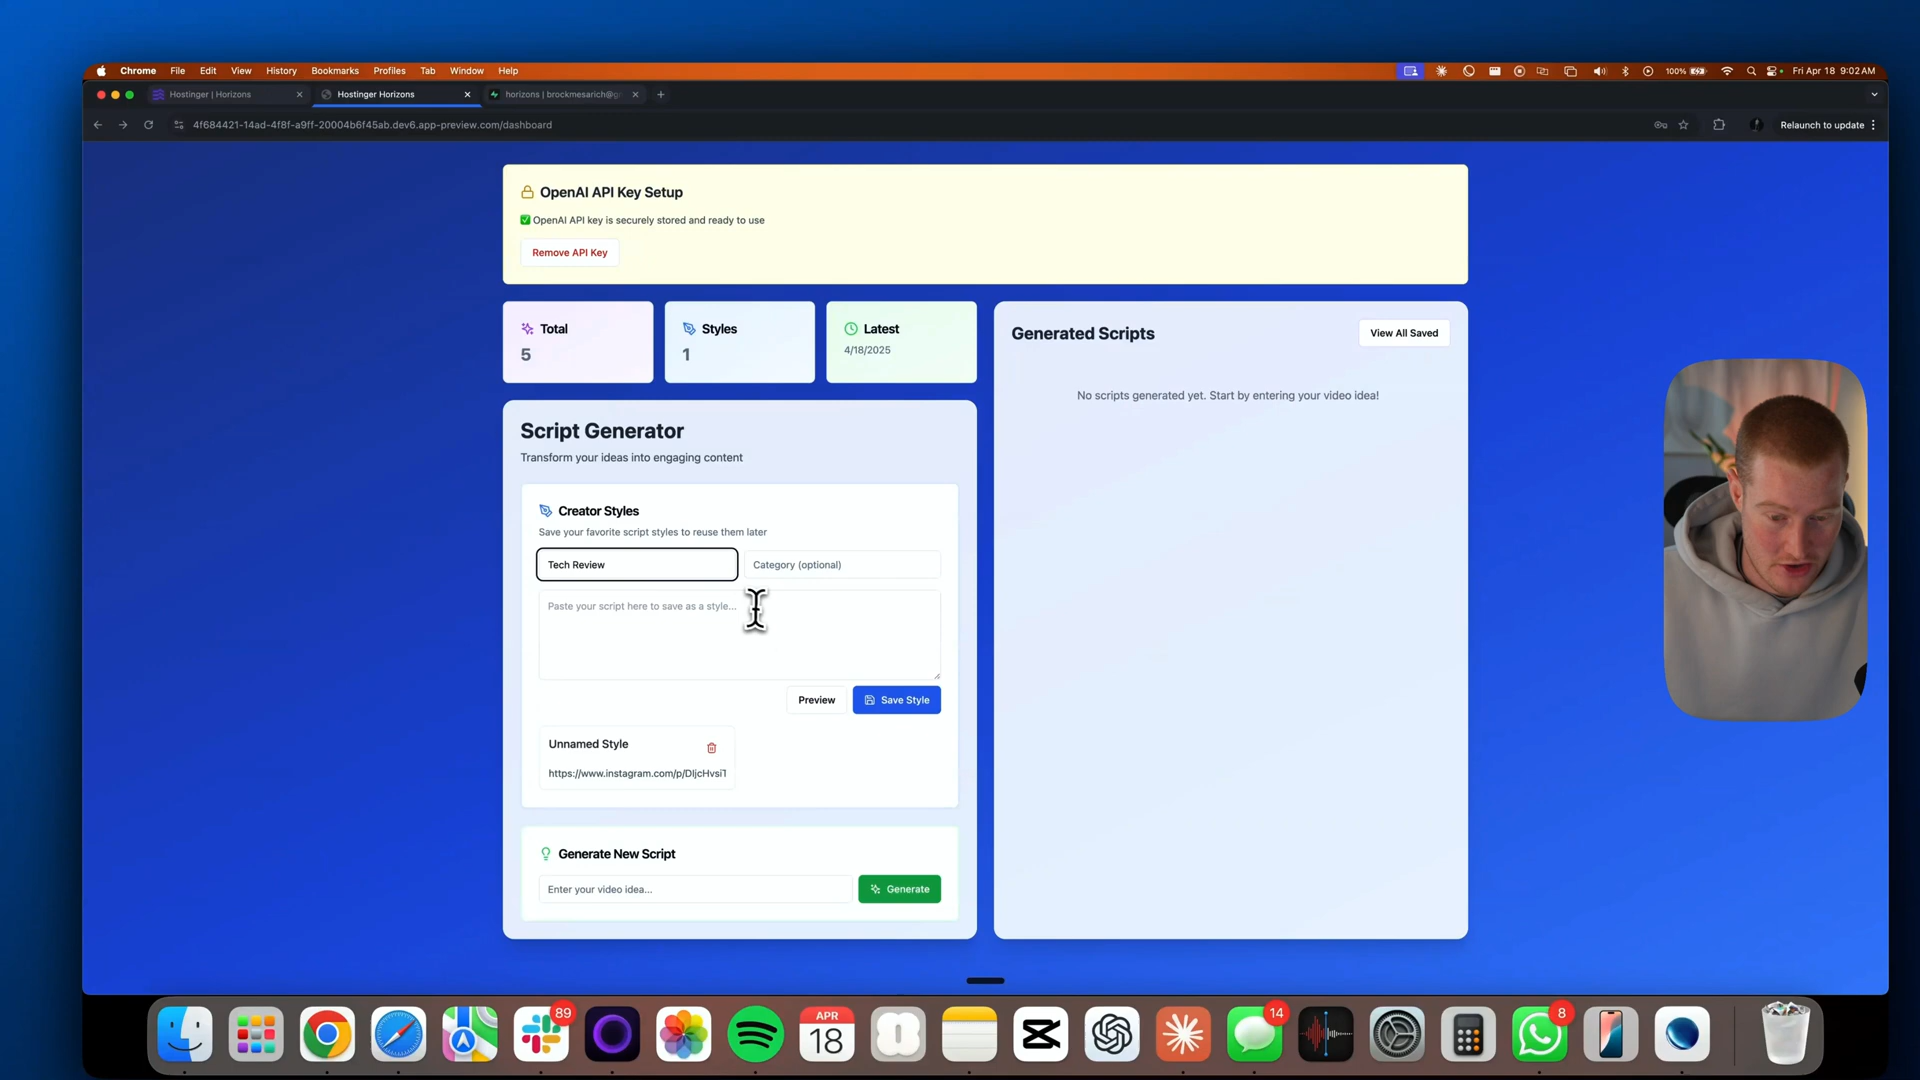 Chrome File Edit View History Bookmarks Profiles Tab Window Help
100% Fri Apr 18 9:02 AM
Hostinger | Horizons
Hostinger Horizons
horizons | brockmesarich@g
4f684421-14ad-4f8f-a9ff-20004b6f45ab.dev6.app-preview.com/dashboard
Relaunch to update
OpenAI API Key Setup
OpenAI API key is securely stored and ready to use
Remove API Key
Total
5
Styles
1
Latest
4/18/2025
Generated Scripts
View All Saved
No scripts generated yet. Start by entering your video idea!
Script Generator
Transform your ideas into engaging content
Creator Styles
Save your favorite script styles to reuse them later
Tech Review
Category (optional)
Paste your script here to save as a style...
Preview
Save Style
Unnamed Style
https://www.instagram.com/p/DIjcHvsiT
Generate New Script
Enter your video idea...
Generate
89
APR
18
14
8